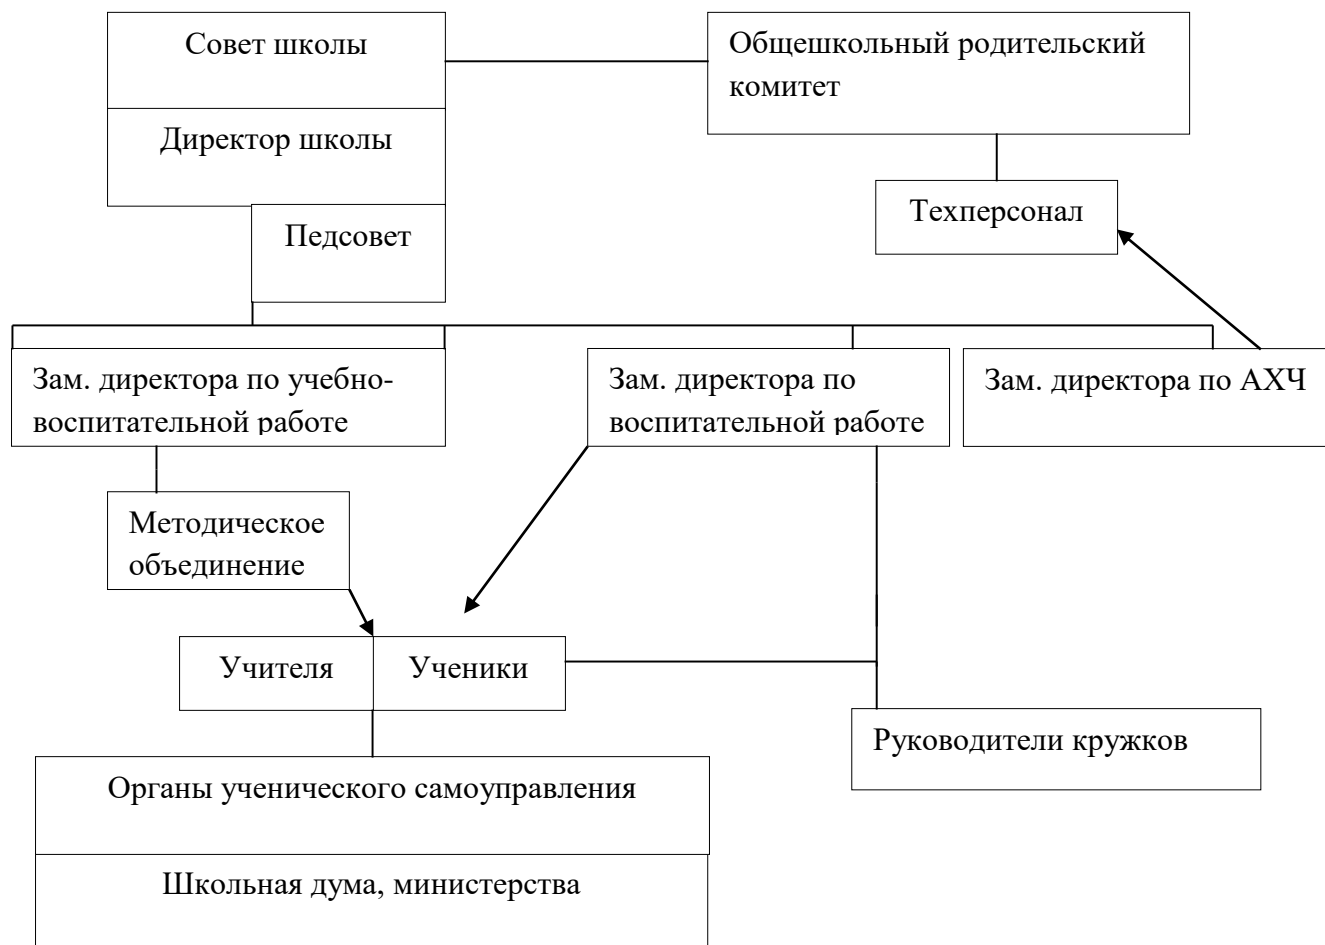 Совет школы
Общешкольный родительский
комитет
Директор школы
Техперсонал
Педсовет
Зам. директора по учебно-
воспитательной работе
Зам. директора по
воспитательной работе
Зам. директора по АХЧ
Методическое
объединение
Учителя
Ученики
Руководители кружков
Органы ученического самоуправления
Школьная дума, министерства